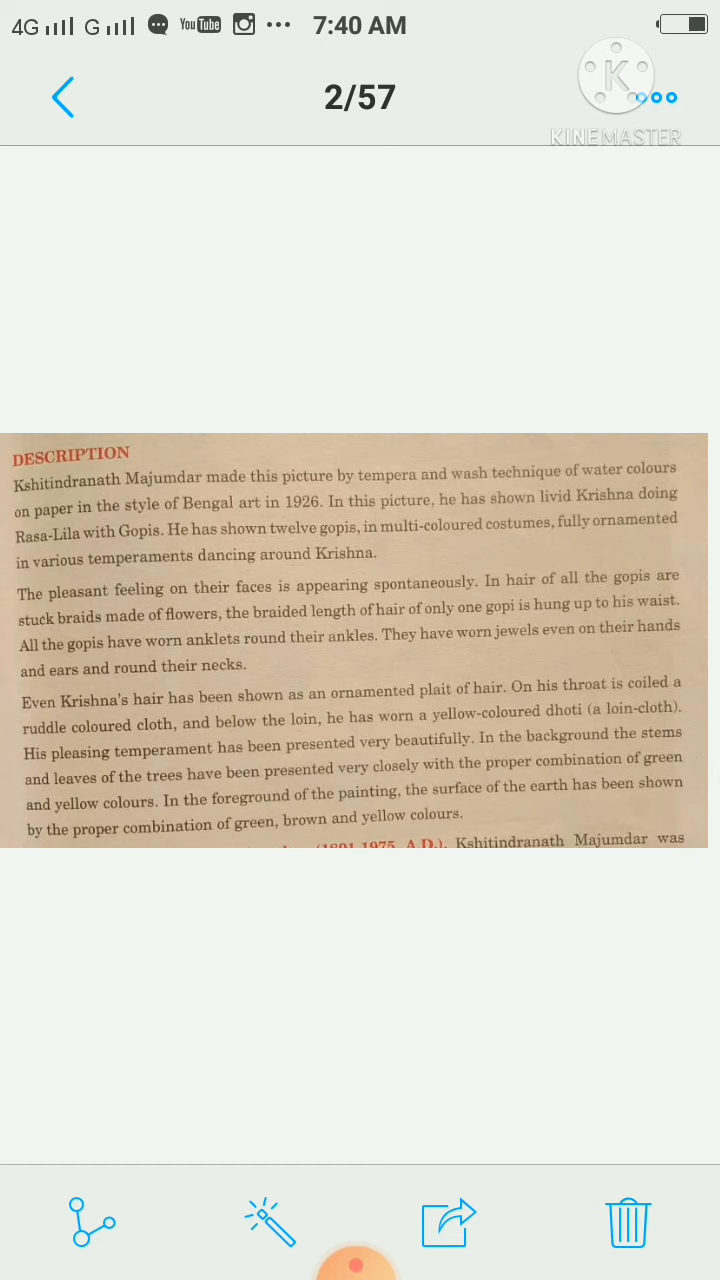 4G G You Tube 7:40 AM
2/57
K
KINEMASTER
DESCRIPTION
Kshitindranath Majumdar made this picture by tempera and wash technique of water colours
on paper in the style of Bengal art in 1926. In this picture, he has shown livid Krishna doing
Rasa-Lila with Gopis. He has shown twelve gopis, in multi-coloured costumes, fully ornamented
in various temperaments dancing around Krishna.
The pleasant feeling on their faces is appearing spontaneously. In hair of all the gopis are
stuck braids made of flowers, the braided length of hair of only one gopi is hung up to his waist.
All the gopis have worn anklets round their ankles. They have worn jewels even on their hands
and ears and round their necks.
Even Krishna's hair has been shown as an ornamented plait of hair. On his throat is coiled a
ruddle coloured cloth, and below the loin, he has worn a yellow-coloured dhoti (a loin-cloth).
His pleasing temperament has been presented very beautifully. In the background the stems
and leaves of the trees have been presented very closely with the proper combination of green
and yellow colours. In the foreground of the painting, the surface of the earth has been shown
by the proper combination of green, brown and yellow colours.
1975 A.D.). Kshitindranath Majumdar was